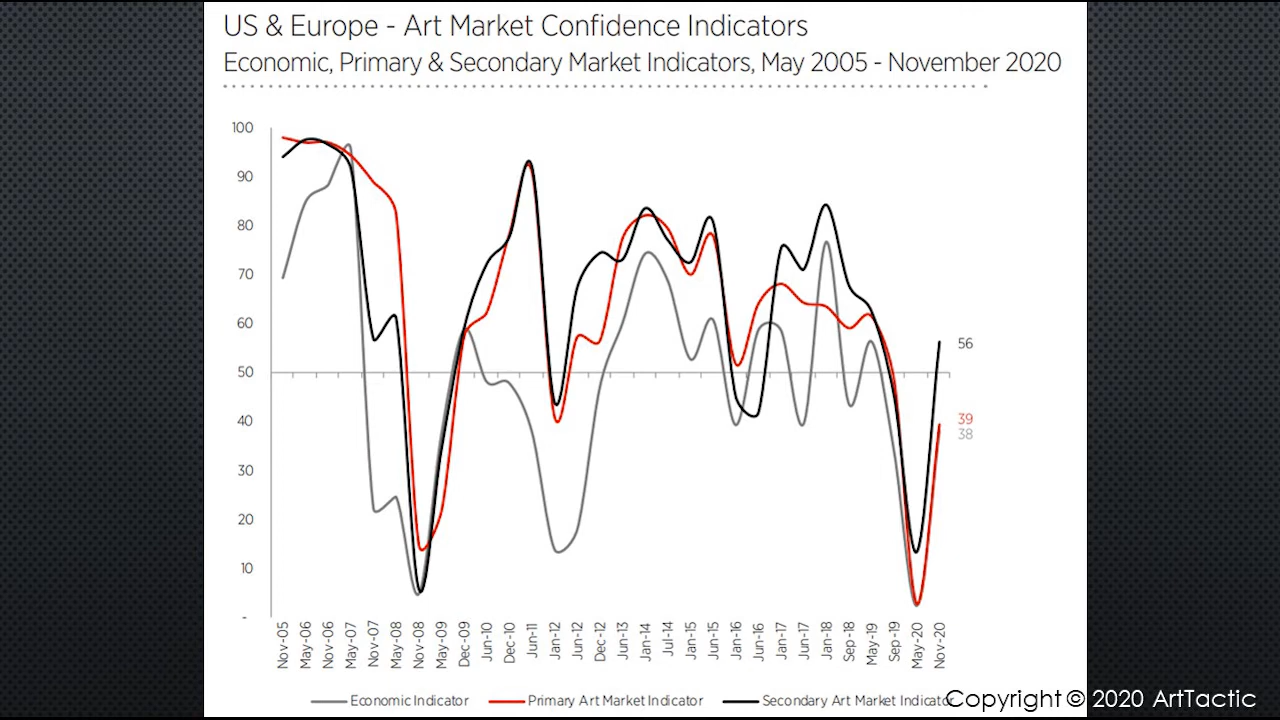 US & Europe - Art Market Confidence Indicators
Economic, Primary & Secondary Market Indicators, May 2005 - November 2020
100
90
80
70
60
50
40
30
20
10
-
56
39
38
Nov-05 May-06 Nov-06 May-07 Nov-07 May-08 Nov-08 May-09 Dec-09 Jun-10 Dec-10 Jun-11 Jan-12 Jun-12 Dec-12 Jun-13 Jan-14 Jul-14 Jan-15 Jun-15 Jan-16 Jun-16 Jan-17 Jun-17 Jan-18 Sep-18 May-19 Sep-19 May-20 Nov-20
Economic Indicator Primary Art Market Indicator Secondary Art Market Indicator
Copyright © 2020 ArtTactic